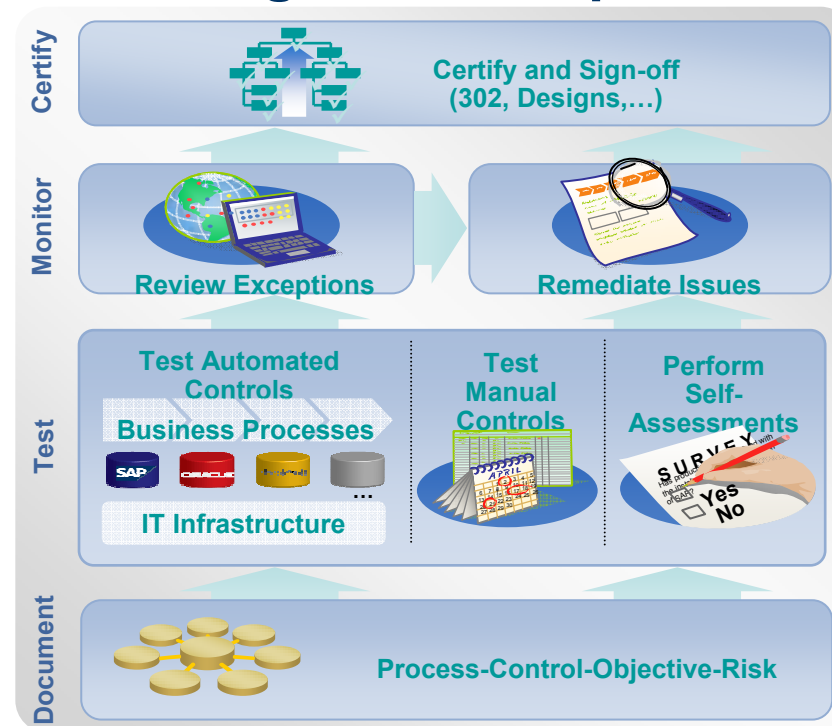 Certify
Certify and Sign-off
(302, Designs,…)
Monitor
Review Exceptions
Remediate Issues
Test
Test Automated
Controls
Business Processes
SAP
ORACLE
...
IT Infrastructure
Test
Manual
Controls
APRIL
Perform
Self-
Assessments
SURVEY
Yes
No
Document
Process-Control-Objective-Risk